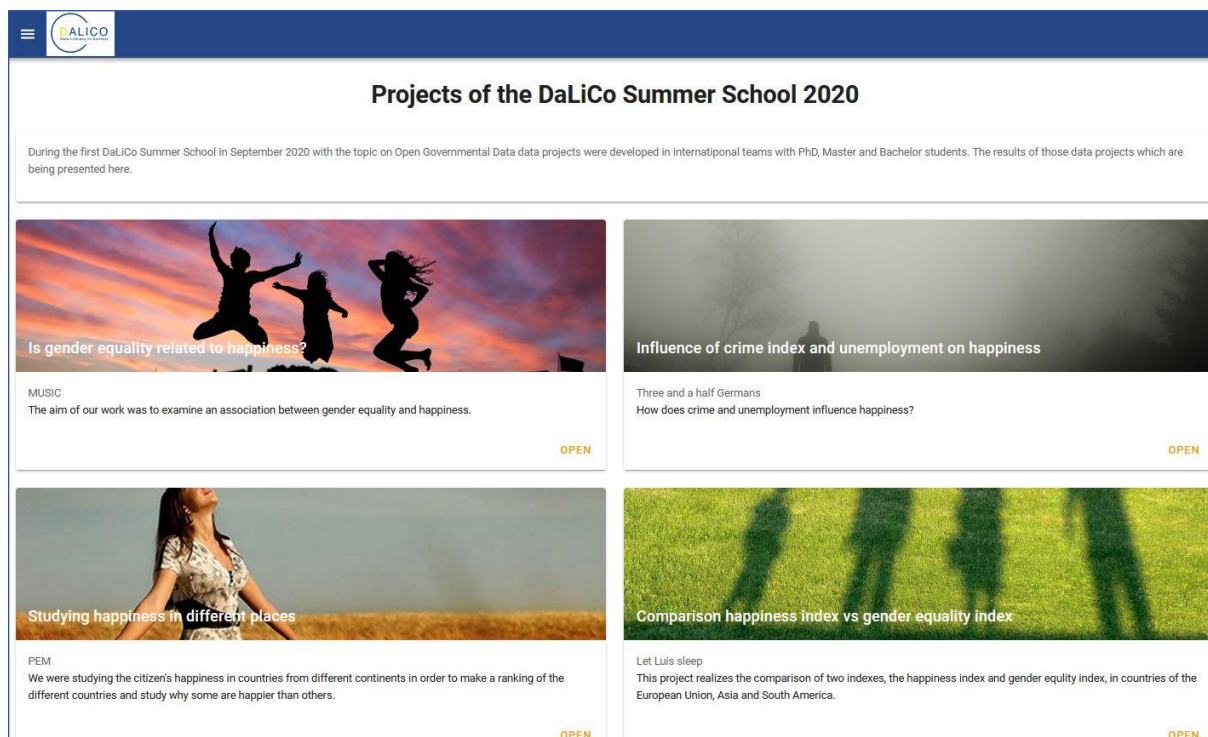 DALICO
Data Literacy in Context
Projects of the DaLiCo Summer School 2020
During the first DaLiCo Summer School in September 2020 with the topic on Open Governmental Data data projects were developed in internatiponal teams with PhD, Master and Bachelor students. The results of those data projects which are
being presented here.
Is gender equality related to happiness?
MUSIC
The aim of our work was to examine an association between gender equality and happiness.
OPEN
Influence of crime index and unemployment on happiness
Three and a half Germans
How does crime and unemployment influence happiness?
OPEN
Studying happiness in different places
PEM
We were studying the citizen's happiness in countries from different continents in order to make a ranking of the
different countries and study why some are happier than others.
OPEN
Comparison happiness index vs gender equality index
Let Luis sleep
This project realizes the comparison of two indexes, the happiness index and gender equlity index, in countries of the
European Union, Asia and South America.
OPEN